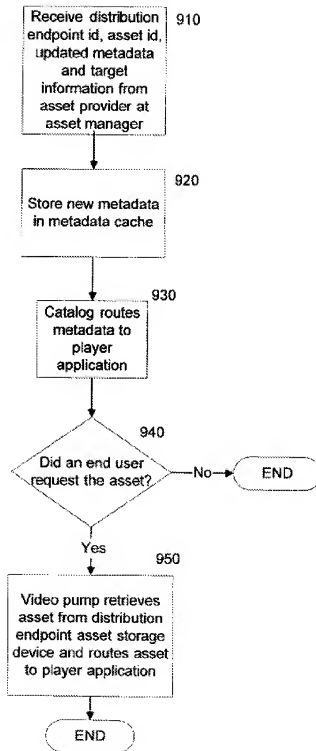 Receive distribution
endpoint id, asset id,
updated metadata
and target
information from
asset provider at
asset manager
910
920
Store new metadata
in metadata cache
930
Catalog routes
metadata to
player
application
940
Did an end user
request the asset?
No
END
Yes
950
Video pump retrieves
asset from distribution
endpoint asset storage
device and routes asset
to player application
END